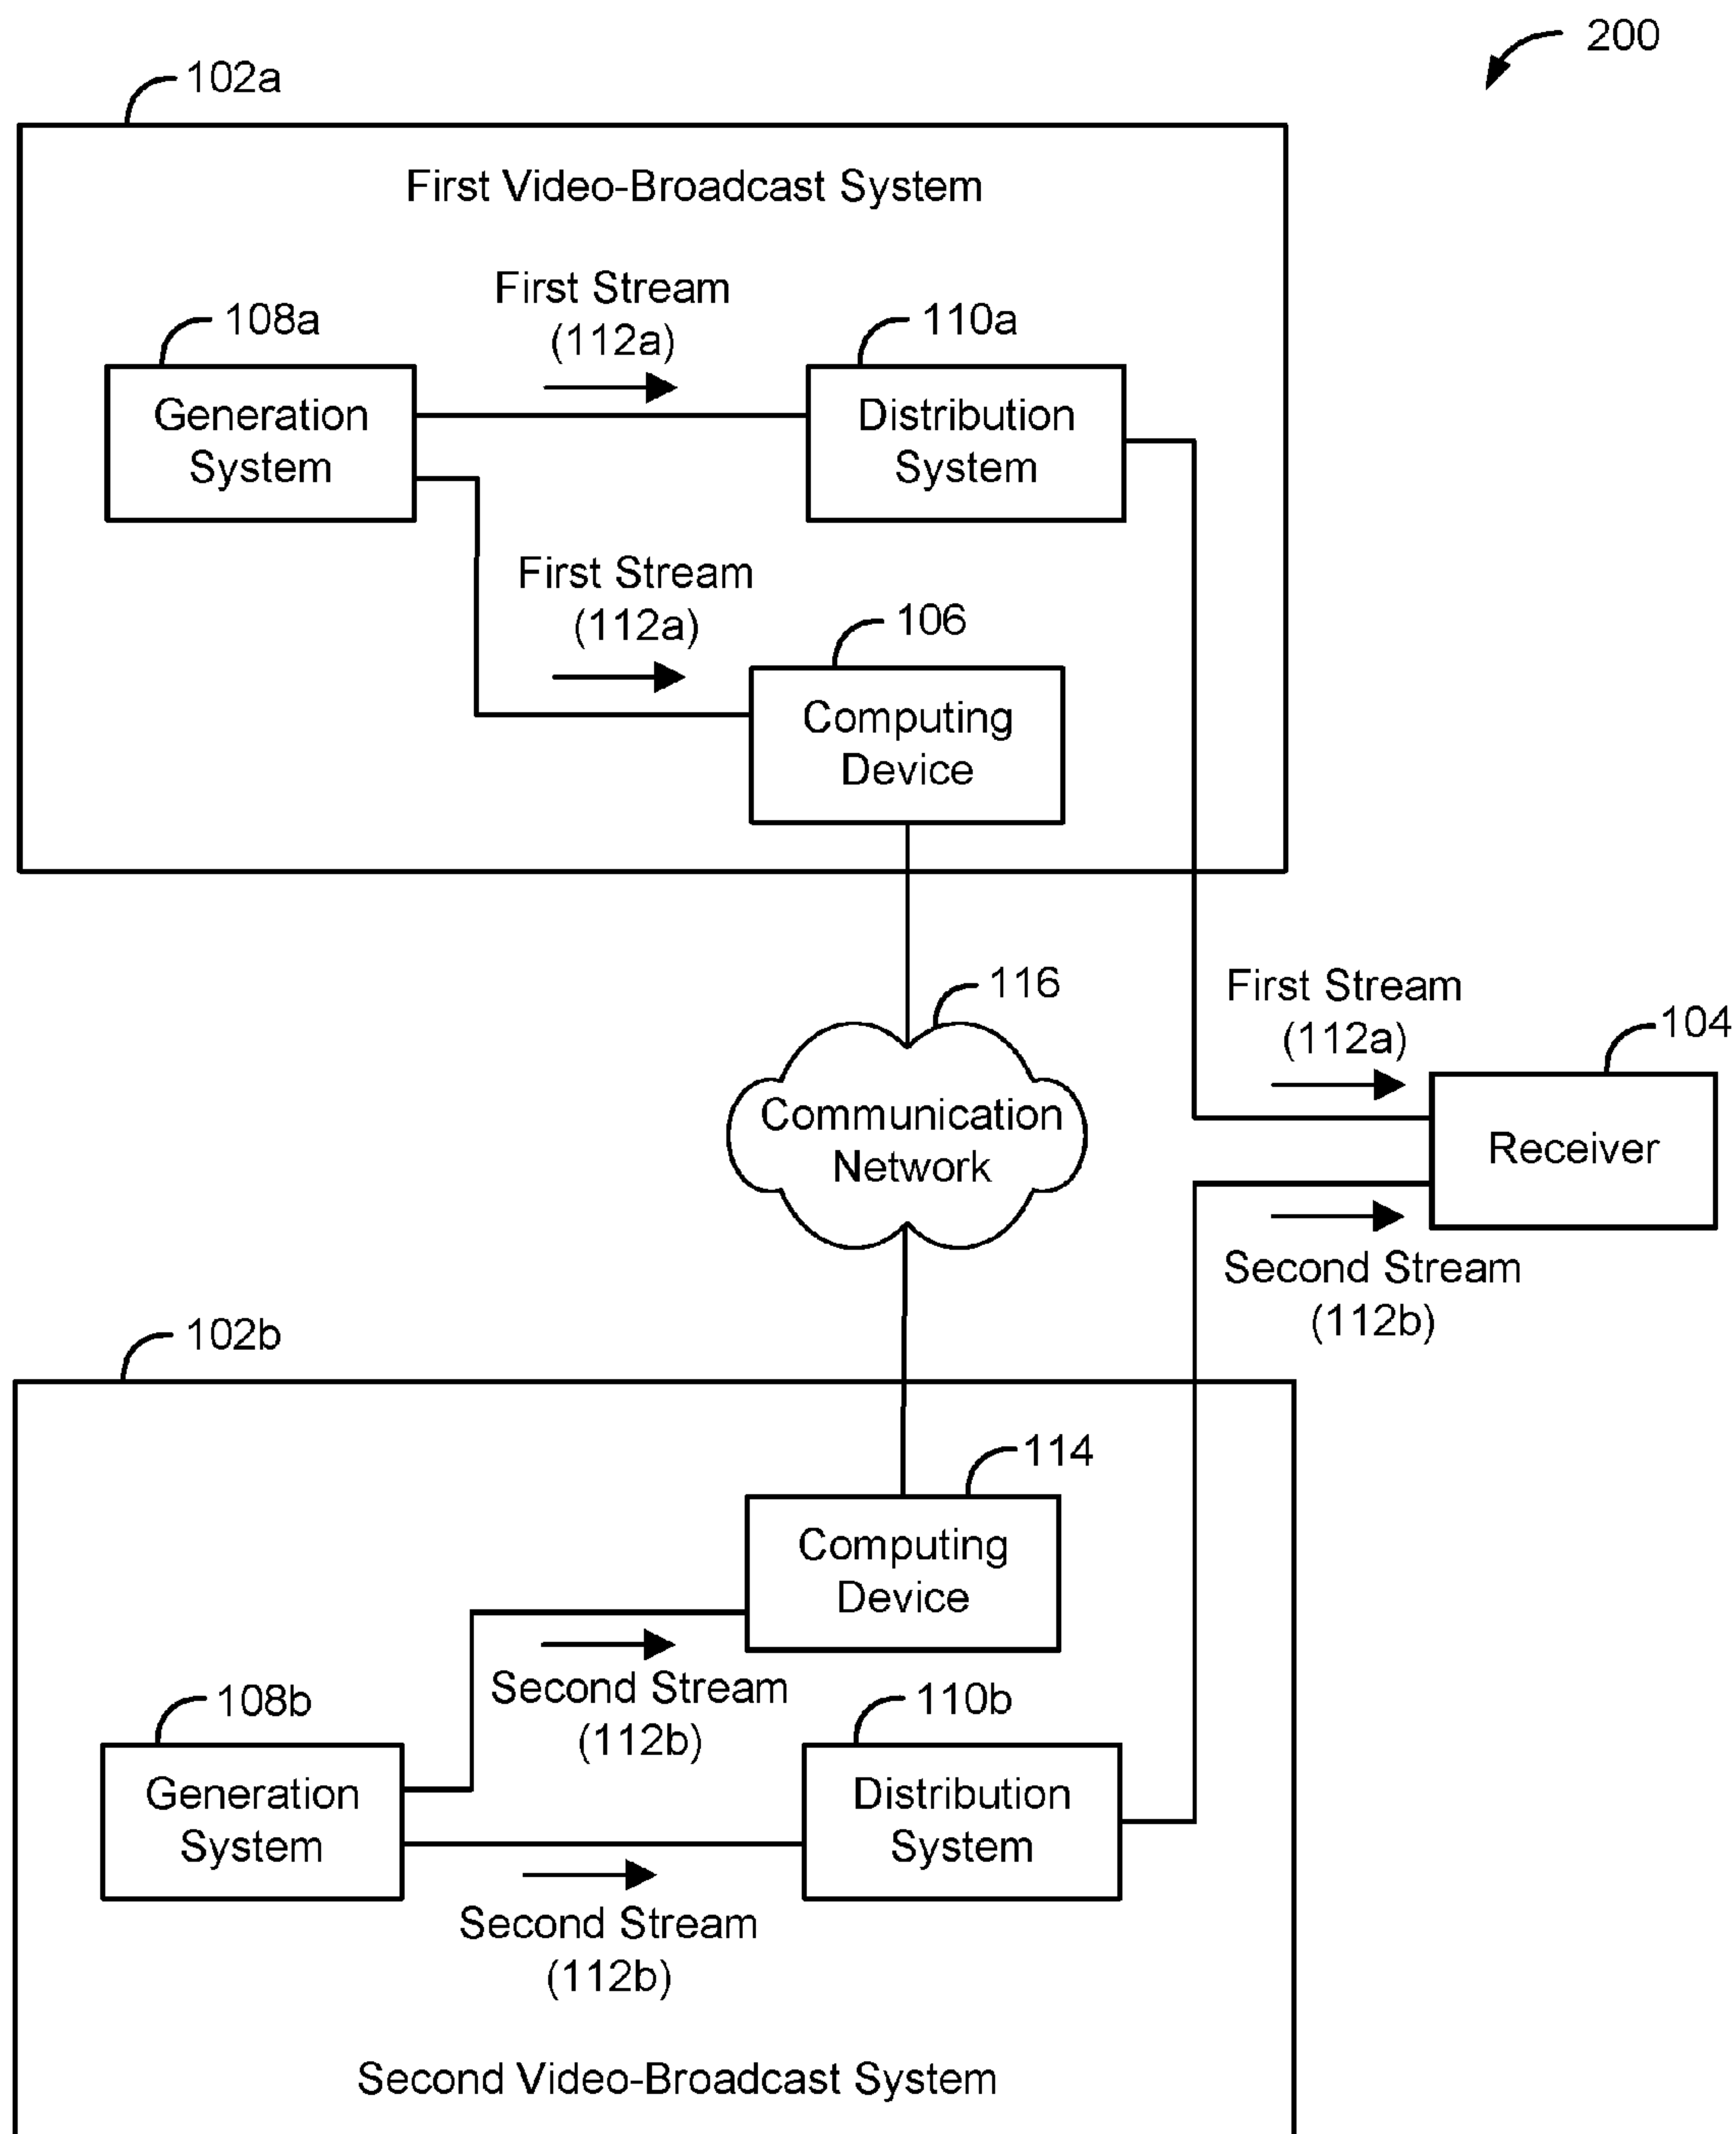 200
102a
First Video-Broadcast System
First Stream
(112a)
108a
110a
Generation
System
Distribution
System
First Stream
(112a)
106
Computing
Device
116
Communication
Network
First Stream
(112a)
104
Receiver
Second Stream
(112b)
102b
114
Computing
Device
Second Stream
(112b)
108b
110b
Generation
System
Distribution
System
Second Stream
(112b)
Second Video-Broadcast System